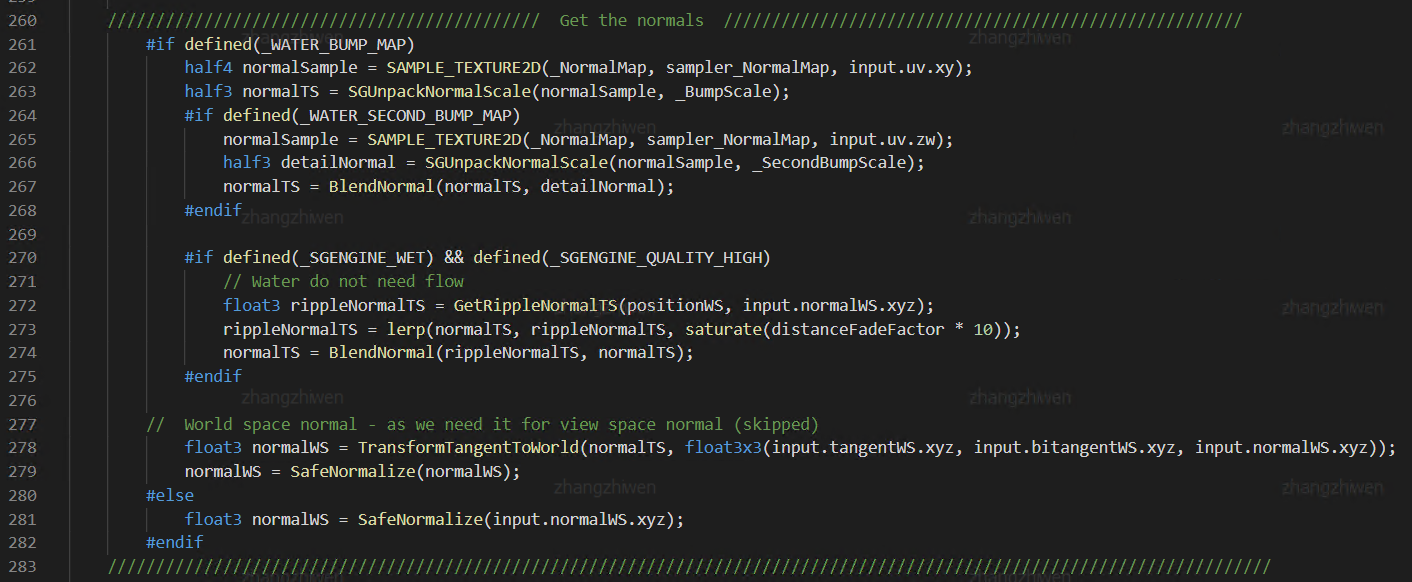 260 ///////////////////////////////////////////// Get the normals //////////////////////////////////////////////////////
261 #if defined(_WATER_BUMP_MAP)
262 half4 normalSample = SAMPLE_TEXTURE2D(_NormalMap, sampler_NormalMap, input.uv.xy);
263 half3 normalTS = SGUnpackNormalScale(normalSample, _BumpScale);
264 #if defined(_WATER_SECOND_BUMP_MAP)
265 normalSample = SAMPLE_TEXTURE2D(_NormalMap, sampler_NormalMap, input.uv.zw);
266 half3 detailNormal = SGUnpackNormalScale(normalSample, _SecondBumpScale);
267 normalTS = BlendNormal(normalTS, detailNormal);
268 #endif
269
270 #if defined(_SGENGINE_WET) && defined(_SGENGINE_QUALITY_HIGH)
271 // Water do not need flow
272 float3 rippleNormalTS = GetRippleNormalTS(positionWS, input.normalWS.xyz);
273 rippleNormalTS = lerp(normalTS, rippleNormalTS, saturate(distanceFadeFactor * 10));
274 normalTS = BlendNormal(rippleNormalTS, normalTS);
275 #endif
276
277 // World space normal - as we need it for view space normal (skipped)
278 float3 normalWS = TransformTangentToWorld(normalTS, float3x3(input.tangentWS.xyz, input.bitangentWS.xyz, input.normalWS.xyz));
279 normalWS = SafeNormalize(normalWS);
280 #else
281 float3 normalWS = SafeNormalize(input.normalWS.xyz);
282 #endif
283 /////////////////////////////////////////////////////////////////////////////////////////////////////////////////////////
zhangzhiwen